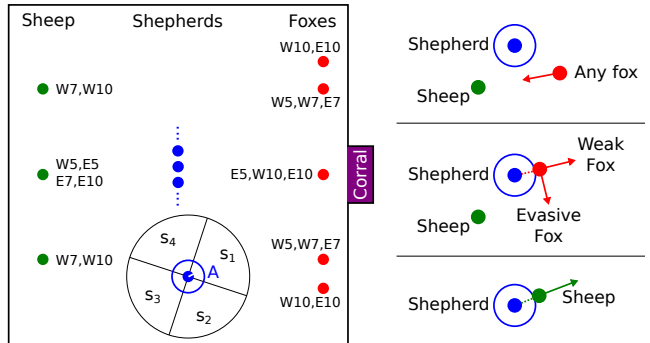 Sheep
Shepherds
Foxes
W10,E10
W7,W10
W5,W7,E7
W5,E5
E7,E10
E5,W10,E10
Corral
W7,W10
W5,W7,E7
W10,E10
S4
S1
A
S3
S2
Shepherd
Any fox
Sheep
Shepherd
Weak
Fox
Sheep
Evasive
Fox
Shepherd
Sheep